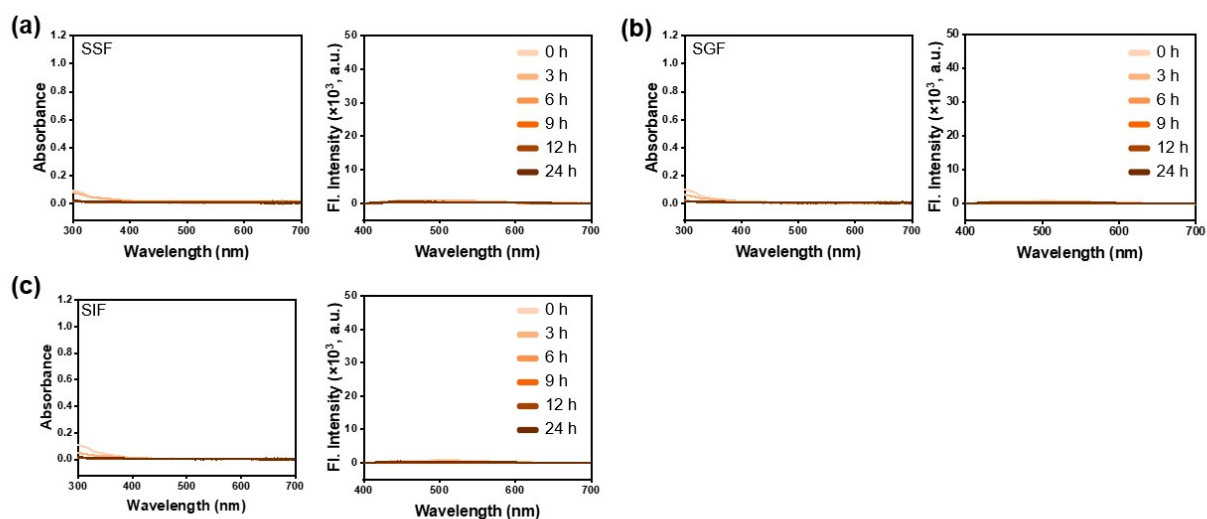 (a)
SSF
Absorbance
1.2
1.0
0.8
0.6
0.4
0.2
0.0
300 400 500 600 700
Wavelength (nm)
Fl. Intensity (×10³, a.u.)
50
40
30
20
10
0
400 500 600 700
Wavelength (nm)
0 h
3 h
6 h
9 h
12 h
24 h
(b)
SGF
Absorbance
1.2
1.0
0.8
0.6
0.4
0.2
0.0
300 400 500 600 700
Wavelength (nm)
Fl. Intensity (×10³, a.u.)
50
40
30
20
10
0
400 500 600 700
Wavelength (nm)
0 h
3 h
6 h
9 h
12 h
24 h
(c)
SIF
Absorbance
1.2
1.0
0.8
0.6
0.4
0.2
0.0
300 400 500 600 700
Wavelength (nm)
Fl. Intensity (×10³, a.u.)
50
40
30
20
10
0
400 500 600 700
Wavelength (nm)
0 h
3 h
6 h
9 h
12 h
24 h